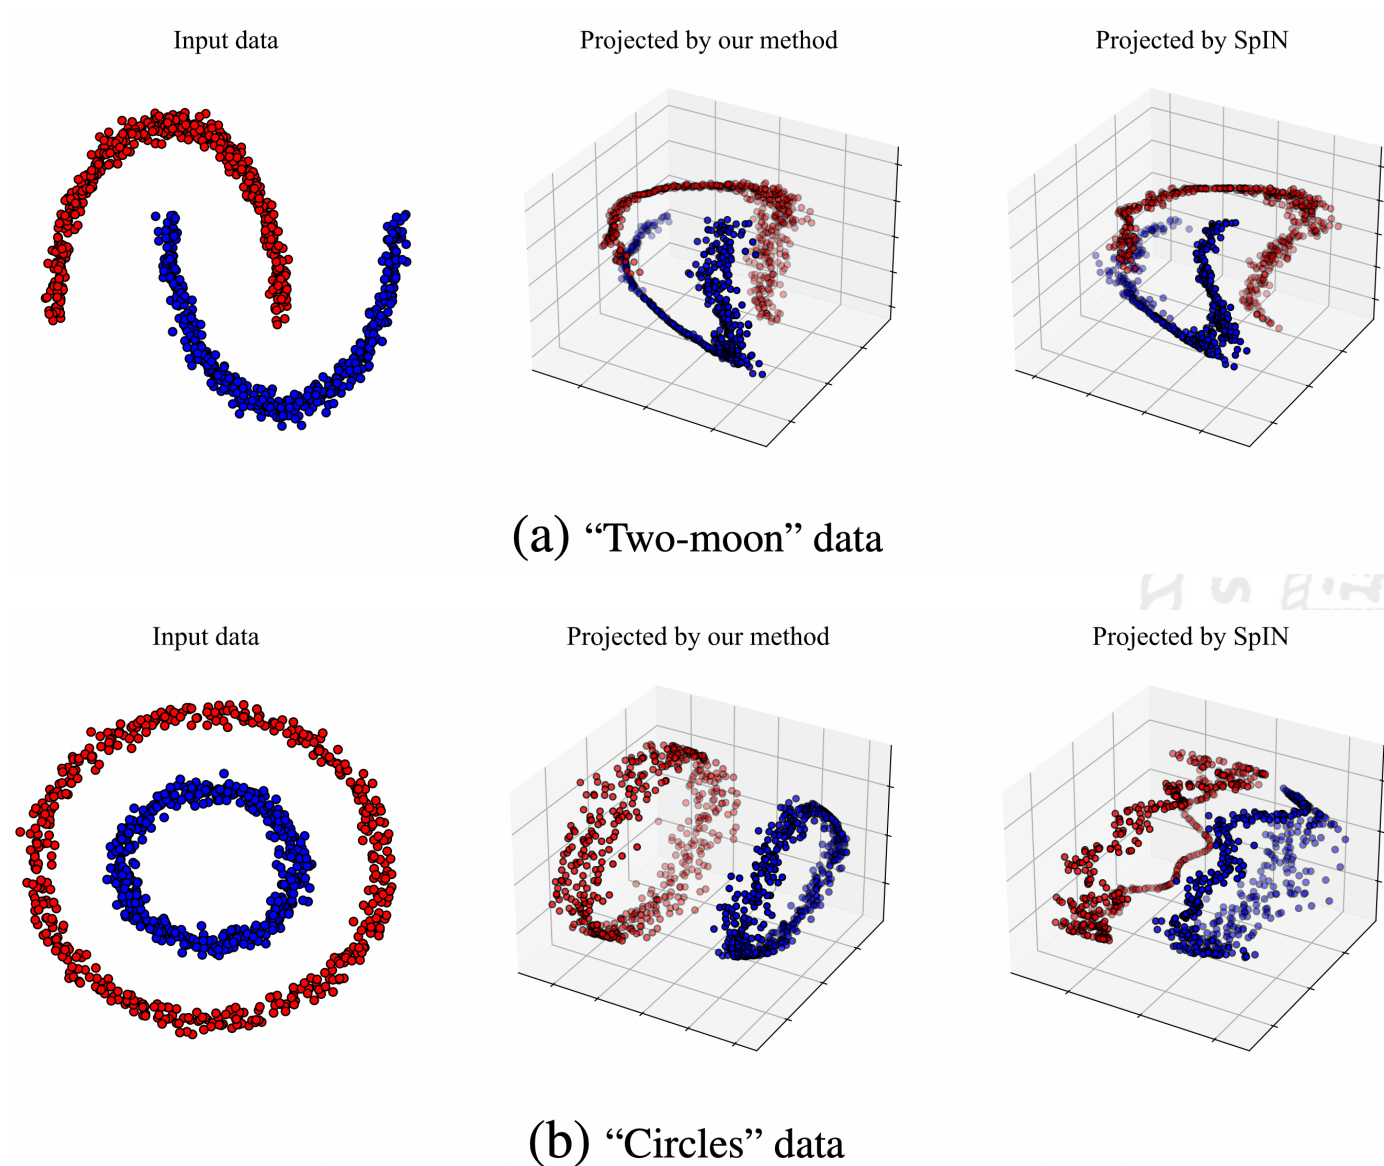 Input data
Projected by our method
Projected by SpIN
(a) “Two-moon” data
Input data
Projected by our method
Projected by SpIN
(b) “Circles” data